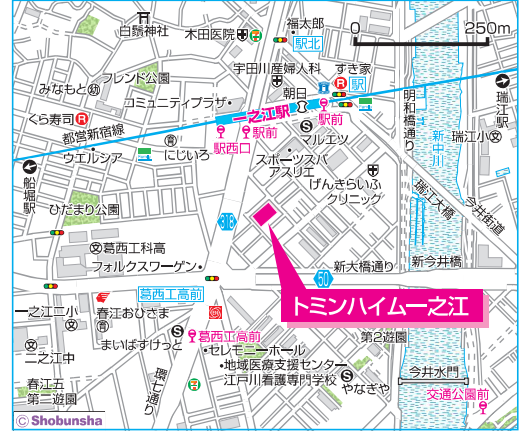 白鬚神社
木田医院
福太郎
駅北
0 250m
フレンド公園
宇田川産婦人科
すき家
みなもと幼
コミュニティプラザ
朝日
駅
明和橋通り
新中川
瑞江駅
くら寿司
一之江駅
駅前
都営新宿線
駅西口
駅前
マルエツ
瑞江小
ウエルシア
にじいろ
スポーツスパ
アスリエ
船堀駅
げんきらいふ
クリニック
瑞江大橋
今井街道
ひだまり公園
318
葛西工科高
フォルクスワーゲン
新大橋通り
新今井橋
50
葛西工高前
トミンハイム一之江
一之江二小
春江おひさま
まいばすけっと
葛西工高前
第2遊園
二之江中
セレモニーホール
地域医療支援センター
江戸川看護専門学校
今井水門
春江五
第二遊園
環七通り
やなぎや
交通公園前
© Shobunsha